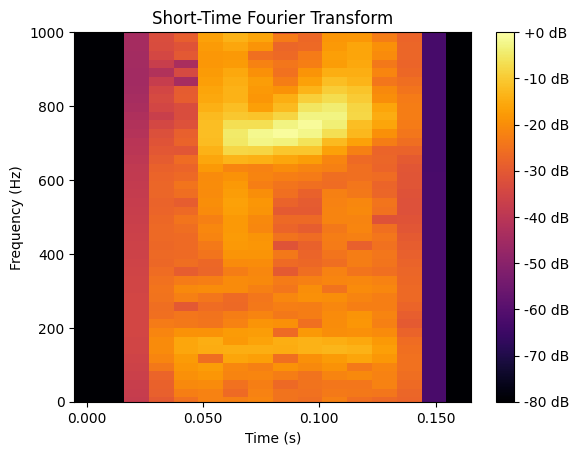 Short-Time Fourier Transform
1000
800
600
400
200
0
Frequency (Hz)
0.000
0.050
0.100
0.150
Time (s)
+0 dB
-10 dB
-20 dB
-30 dB
-40 dB
-50 dB
-60 dB
-70 dB
-80 dB